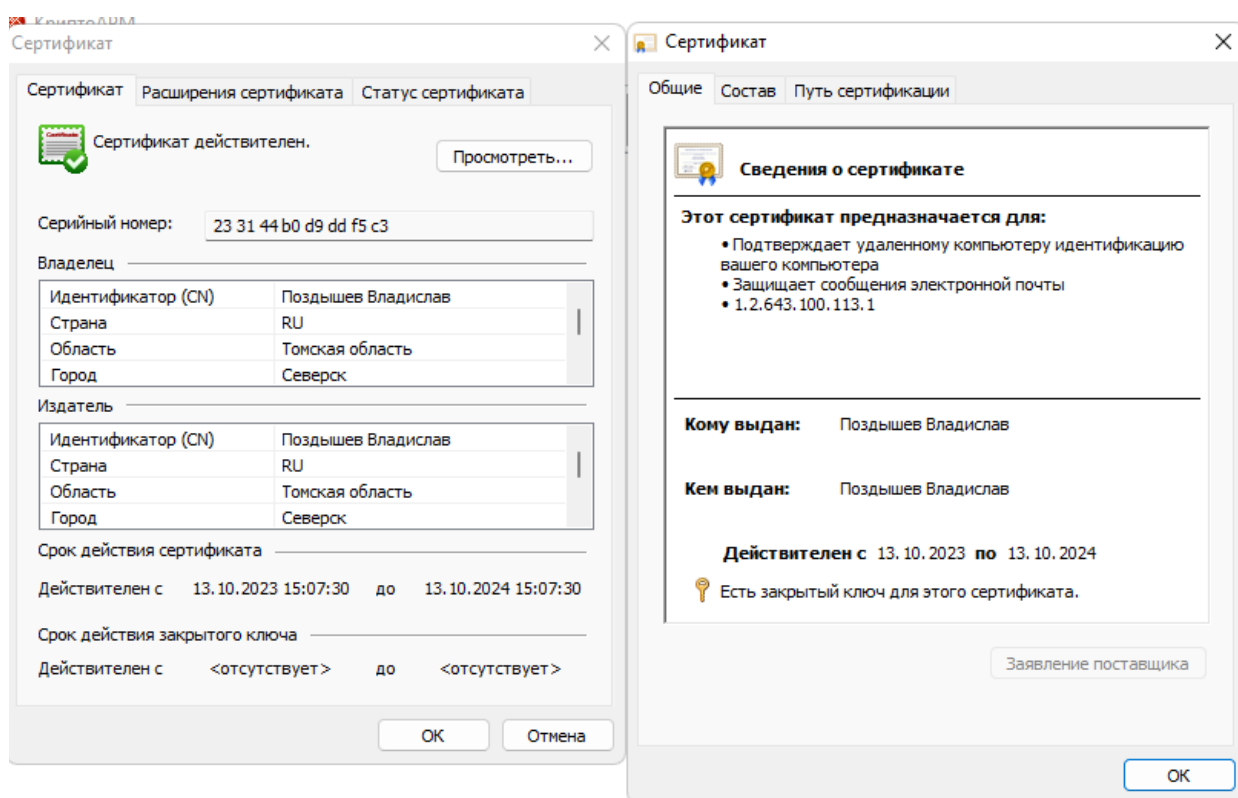 КриптоАРМ
Сертификат
Сертификат Расширения сертификата Статус сертификата
Сертификат действителен.
Просмотреть...
Серийный номер: 23 31 44 b0 d9 dd f5 c3
Владелец
Идентификатор (CN) Поздышев Владислав
Страна RU
Область Томская область
Город Северск
Издатель
Идентификатор (CN) Поздышев Владислав
Страна RU
Область Томская область
Город Северск
Срок действия сертификата
Действителен с 13.10.2023 15:07:30 до 13.10.2024 15:07:30
Срок действия закрытого ключа
Действителен с <отсутствует> до <отсутствует>
ОК Отмена
Сертификат
Общие Состав Путь сертификации
Сведения о сертификате
Этот сертификат предназначается для:
• Подтверждает удаленному компьютеру идентификацию
вашего компьютера
• Защищает сообщения электронной почты
• 1.2.643.100.113.1
Кому выдан: Поздышев Владислав
Кем выдан: Поздышев Владислав
Действителен с 13.10.2023 по 13.10.2024
Есть закрытый ключ для этого сертификата.
Заявление поставщика
ОК